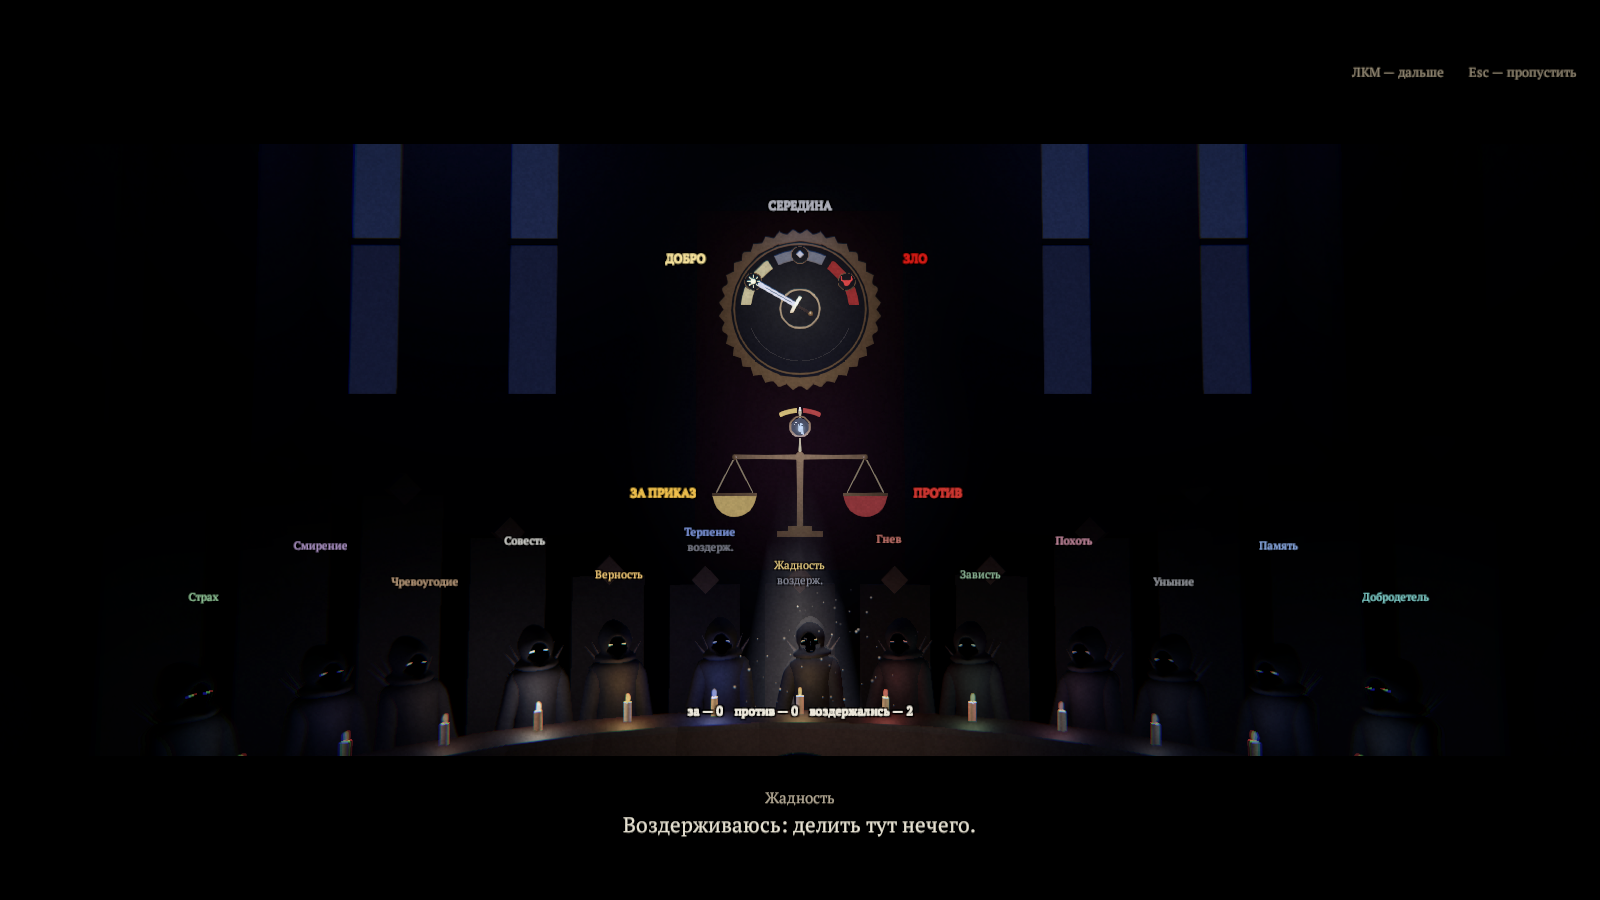 ЛКМ — дальше Esc — пропустить
СЕРЕДИНА
ДОБРО
ЗЛО
ЗА ПРИКАЗ
ПРОТИВ
Терпение
воздерж.
Гнев
Совесть
Похоть
Смирение
Память
Жадность
воздерж.
Верность
Зависть
Чревоугодие
Уныние
Страх
Добродетель
за — 0 против — 0 воздержались — 2
Жадность
Воздерживаюсь: делить тут нечего.